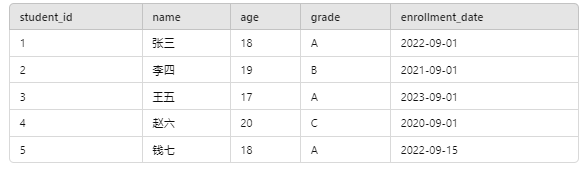 student_id name age grade enrollment_date
1 张三 18 A 2022-09-01
2 李四 19 B 2021-09-01
3 王五 17 A 2023-09-01
4 赵六 20 C 2020-09-01
5 钱七 18 A 2022-09-15